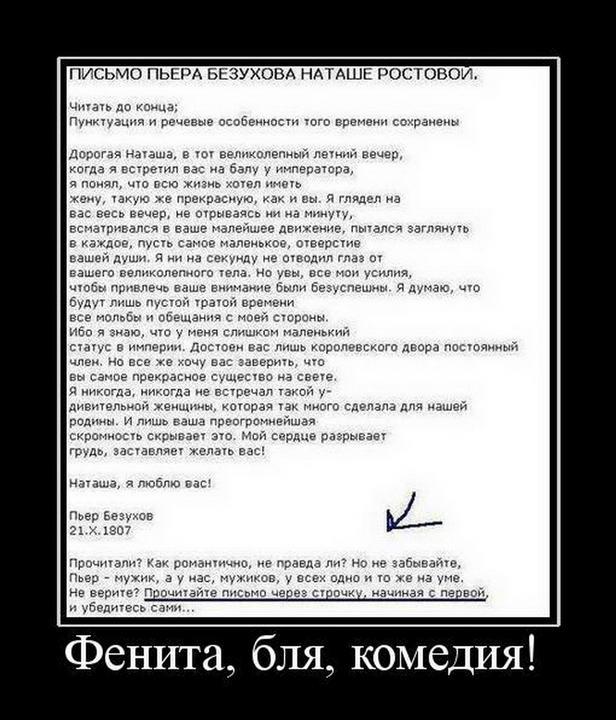 ПИСЬМО ПЬЕРА БЕЗУХОВА НАТАШЕ РОСТОВОЙ.
Читать до конца;
Пунктуация и речевые особенности того времени сохранены
Дорогая Наташа, в тот великолепный летний вечер,
когда я встретил вас на балу у императора,
я понял, что всю жизнь хотел иметь
жену, такую же прекрасную, как и вы. Я глядел на
вас весь вечер, не отрываясь ни на минуту,
всматривался в ваше малейшее движение, пытался заглянуть
в каждое, пусть самое маленькое, отверстие
вашей души. Я ни на секунду не отводил глаз от
вашего великолепного тела. Но увы, все мои усилия,
чтобы привлечь ваше внимание были безуспешны. Я думаю, что
будут лишь пустой тратой времени
все мольбы и обещания с моей стороны.
Ибо я знаю, что у меня слишком маленький
статус в империи. Достоен вас лишь королевского двора постоянный
член. Но все же хочу вас заверить, что
вы самое прекрасное существо на свете.
Я никогда, никогда не встречал такой у-
дивительной женщины, которая так много сделала для нашей
родины. И лишь ваша преогромнейшая
скромность скрывает это. Мой сердце разрывает
грудь, заставляет желать вас!
Наташа, я люблю вас!
Пьер Безухов
21.X.1807
Прочитали? Как романтично, не правда ли? Но не забывайте,
Пьер - мужик, а у нас, мужиков, у всех одно и то же на уме.
Не верите? Прочитайте письмо через строчку, начиная с первой,
и убедитесь сами...
Фенита, бля, комедия!